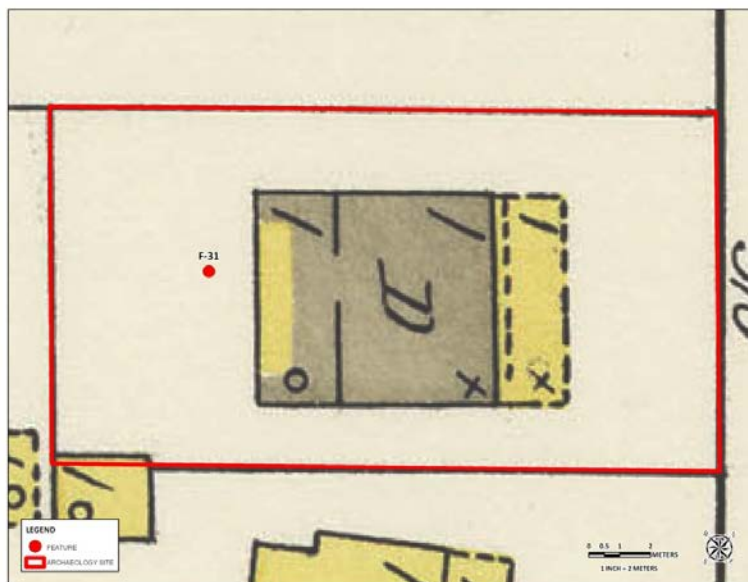 F-31
D
X
X
O
O
O
LEGEND
FEATURE
ARCHAEOLOGY SITE
0 0.5 1 2
METERS
1 INCH = 2 METERS